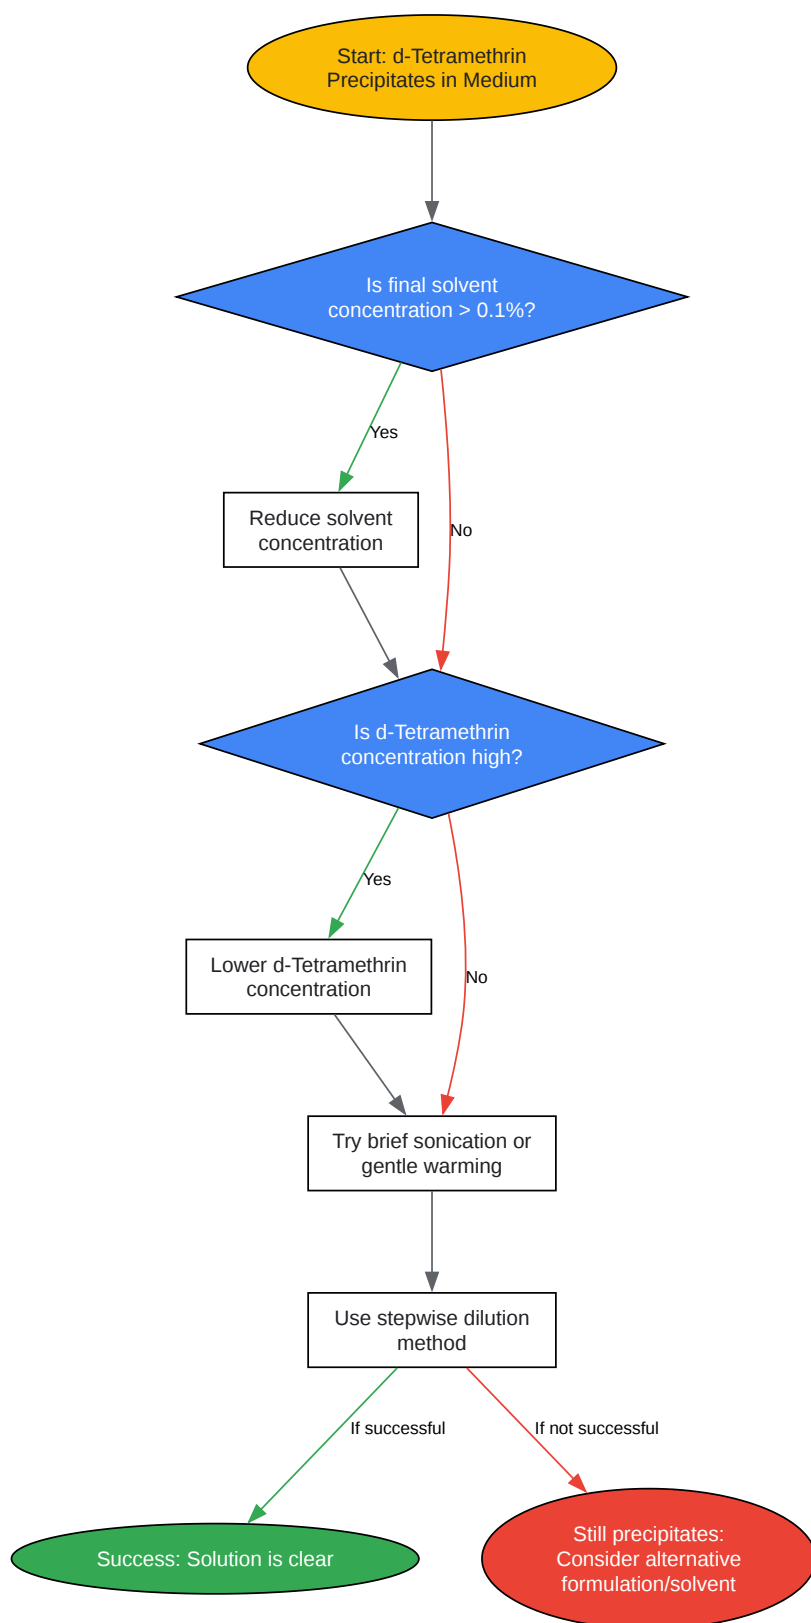 Start: d-Tetramethrin
Precipitates in Medium
Is final solvent
concentration > 0.1%?
Yes
Reduce solvent
concentration
No
Is d-Tetramethrin
concentration high?
Yes
Lower d-Tetramethrin
concentration
No
Try brief sonication or
gentle warming
Use stepwise dilution
method
If successful
If not successful
Success: Solution is clear
Still precipitates:
Consider alternative
formulation/solvent